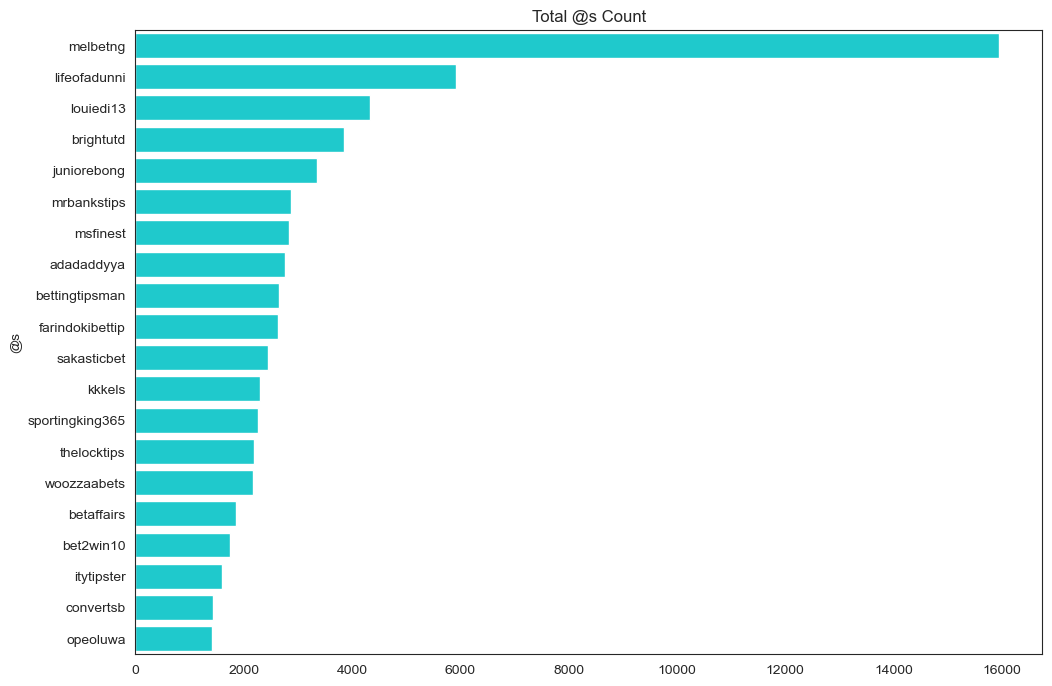 Total @s Count
melbetng
lifeofadunni
louiedi13
brightutd
juniorebong
mrbankstips
msfinest
adadaddyya
bettingtipsman
farindokibettip
sakasticbet
kkkels
sportingking365
thelocktips
woozzaabets
betaffairs
bet2win10
itytipster
convertsb
opeoluwa
@s
0 2000 4000 6000 8000 10000 12000 14000 16000